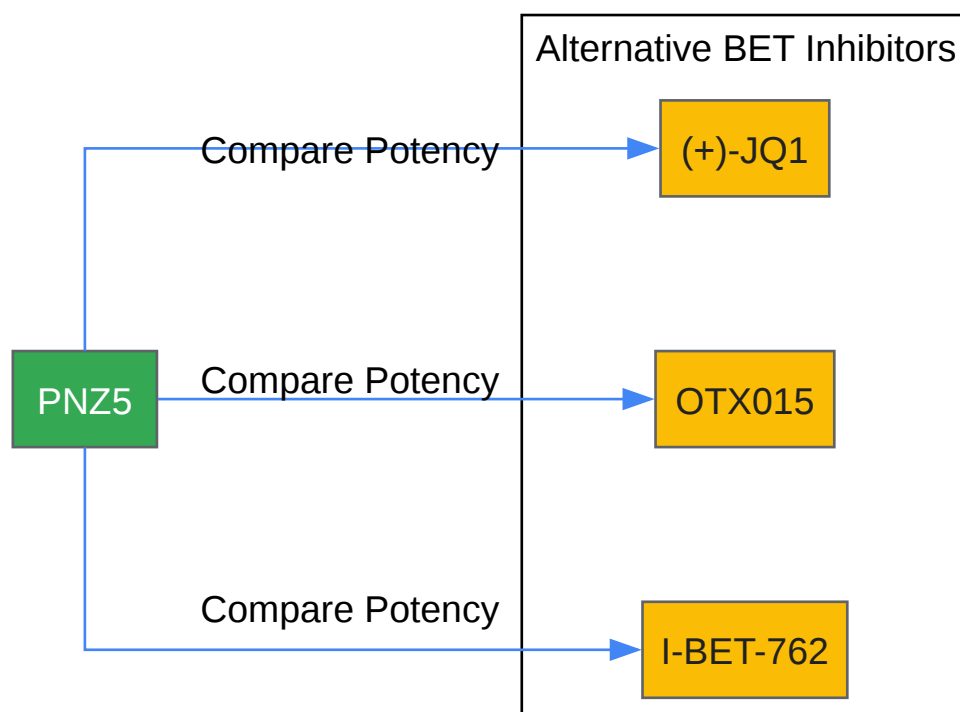 Alternative BET Inhibitors
Compare Potency
(+)-JQ1
PNZ5
Compare Potency
OTX015
Compare Potency
I-BET-762